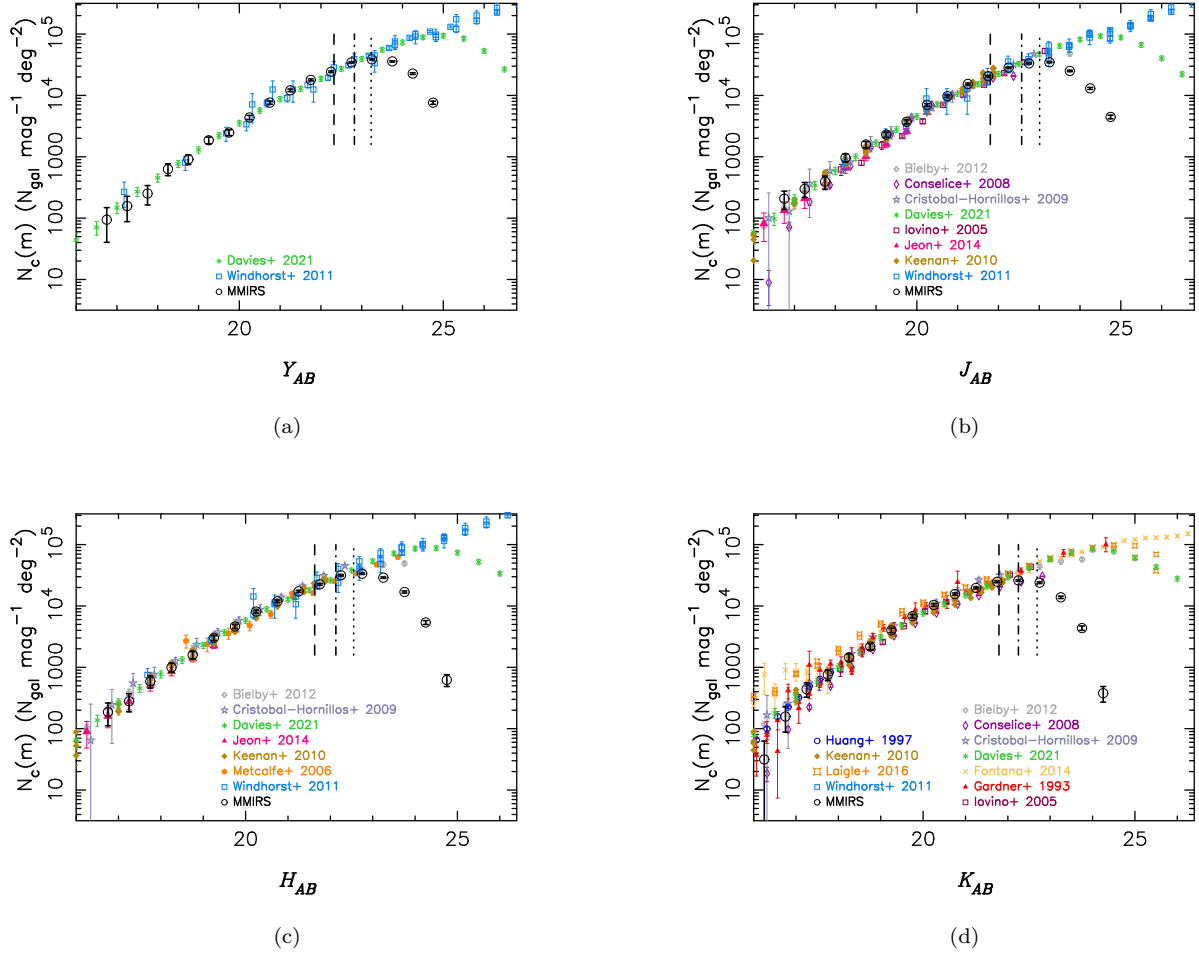 N_c(m) (N_gal mag^−1 deg^−2)
10^5
10^4
1000
100
10
Davies+ 2021
Windhorst+ 2011
MMIRS
20
25
Y_AB
(a)
N_c(m) (N_gal mag^−1 deg^−2)
10^5
10^4
1000
100
10
Bielby+ 2012
Conselice+ 2008
Cristobal−Hornillos+ 2009
Davies+ 2021
Iovino+ 2005
Jeon+ 2014
Keenan+ 2010
Windhorst+ 2011
MMIRS
20
25
J_AB
(b)
N_c(m) (N_gal mag^−1 deg^−2)
10^5
10^4
1000
100
10
Bielby+ 2012
Cristobal−Hornillos+ 2009
Davies+ 2021
Jeon+ 2014
Keenan+ 2010
Metcalfe+ 2006
Windhorst+ 2011
MMIRS
20
25
H_AB
(c)
N_c(m) (N_gal mag^−1 deg^−2)
10^5
10^4
1000
100
10
Huang+ 1997
Keenan+ 2010
Laigle+ 2016
Windhorst+ 2011
MMIRS
Bielby+ 2012
Conselice+ 2008
Cristobal−Hornillos+ 2009
Davies+ 2021
Fontana+ 2014
Gardner+ 1993
Iovino+ 2005
20
25
K_AB
(d)